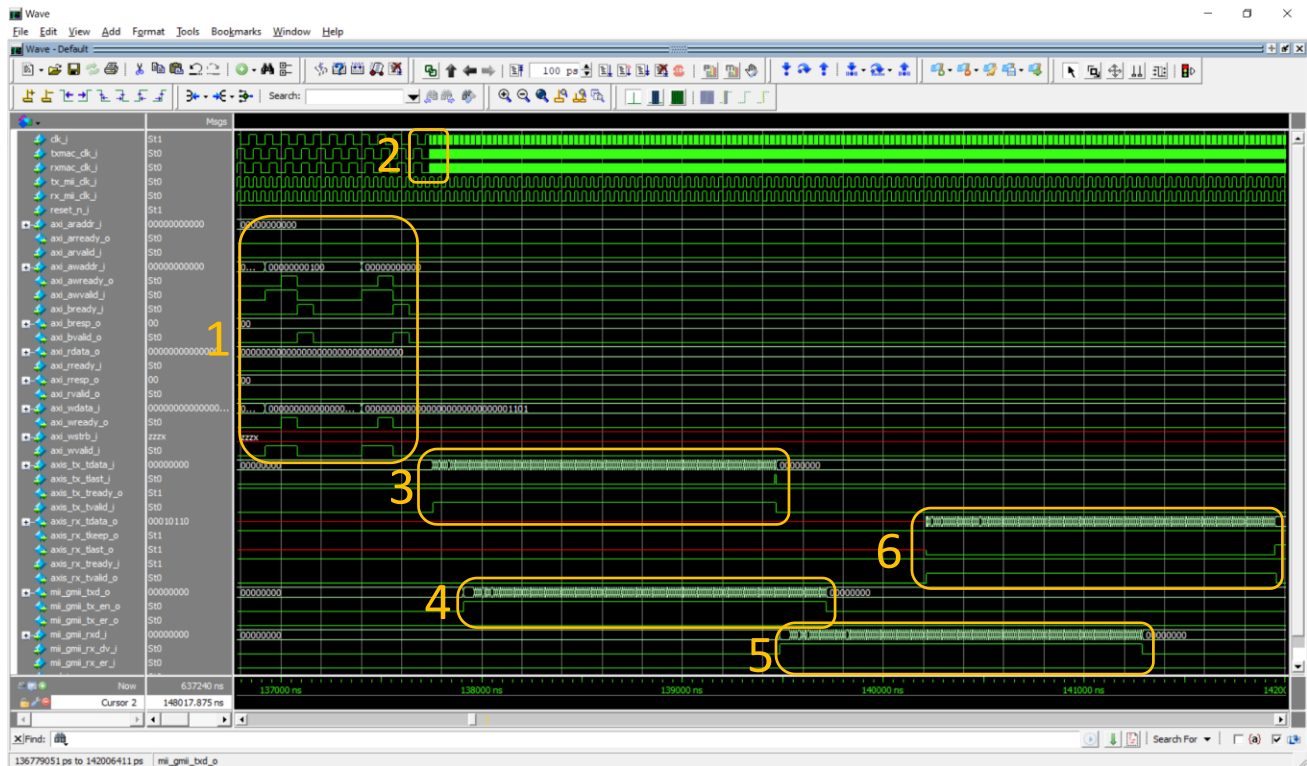 Wave
File Edit View Add Format Tools Bookmarks Window Help
Wave - Default
100 ps
Search:
Msgs
clk_i St1
txmac_clk_i St0
rxmac_clk_i St0
tx_mii_clk_i St0
rx_mii_clk_i St0
reset_n_i St1
axi_araddr_i 00000000000 00000000000
axi_arready_o St0
axi_arvalid_i St0
axi_awaddr_i 00000000000 0... 00000000100 00000000000
axi_awready_o St0
axi_awvalid_i St0
axi_bready_i St0
axi_bresp_o 00 00
axi_bvalid_o St0
axi_rdata_o 0000000000000... 00000000000000000000000000000000
axi_rready_i St0
axi_rresp_o 00 00
axi_rvalid_o St0
axi_wdata_i 0000000000000... 0... 000000000000000... 00000000000000000000000000001101
axi_wready_o St0
axi_wstrb_i zzzx zzzx
axi_wvalid_i St0
axis_tx_tdata_i 00000000 00000000 00000000
axis_tx_tlast_i St0
axis_tx_tready_o St1
axis_tx_tvalid_i St0
axis_rx_tdata_o 00010110
axis_rx_tkeep_o St1
axis_rx_tlast_o St1
axis_rx_tready_i St1
axis_rx_tvalid_o St0
mii_gmii_txd_o 00000000 00000000 00000000
mii_gmii_tx_en_o St0
mii_gmii_tx_er_o St0
mii_gmii_rxd_i 00000000 00000000 00000000
mii_gmii_rx_dv_i St0
mii_gmii_rx_er_i St0
1
2
3
4
5
6
Now 637240 ns
137000 ns 138000 ns 139000 ns 140000 ns 141000 ns 14200
Cursor 2 148017.875 ns
Find: Search For {a}
136779051 ps to 142006411 ps mii_gmii_txd_o